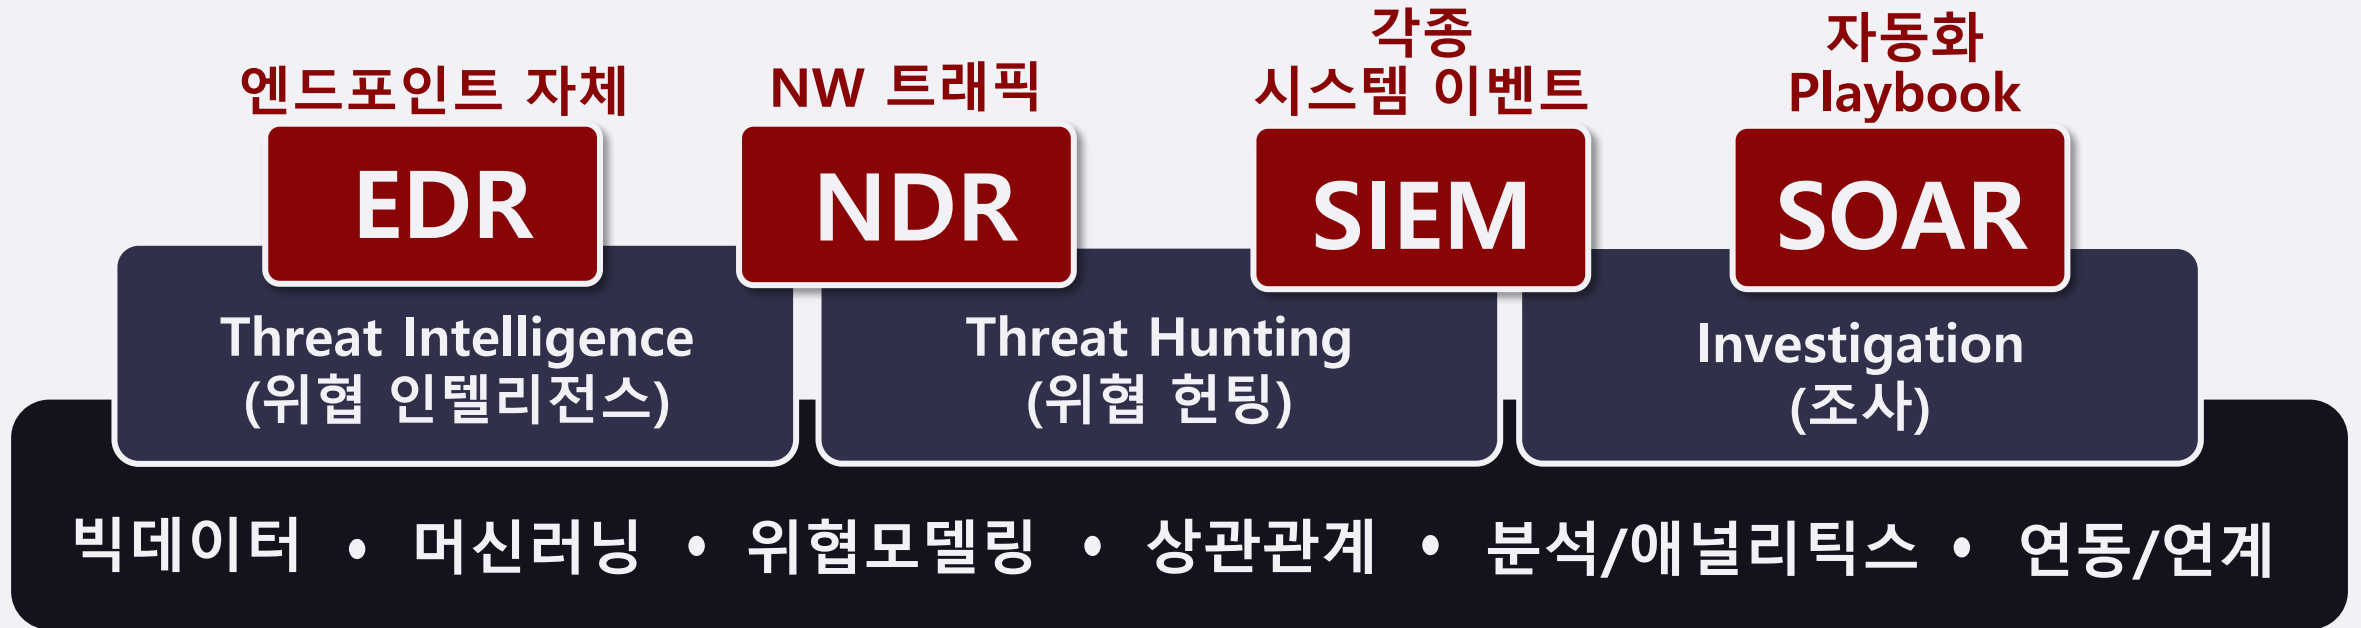 엔드포인트 자체
EDR
NW 트래픽
NDR
각종
시스템 이벤트
SIEM
자동화
Playbook
SOAR
Threat Intelligence
(위협 인텔리전스)
Threat Hunting
(위협 헌팅)
Investigation
(조사)
빅데이터 • 머신러닝 • 위협모델링 • 상관관계 • 분석/애널리틱스 • 연동/연계